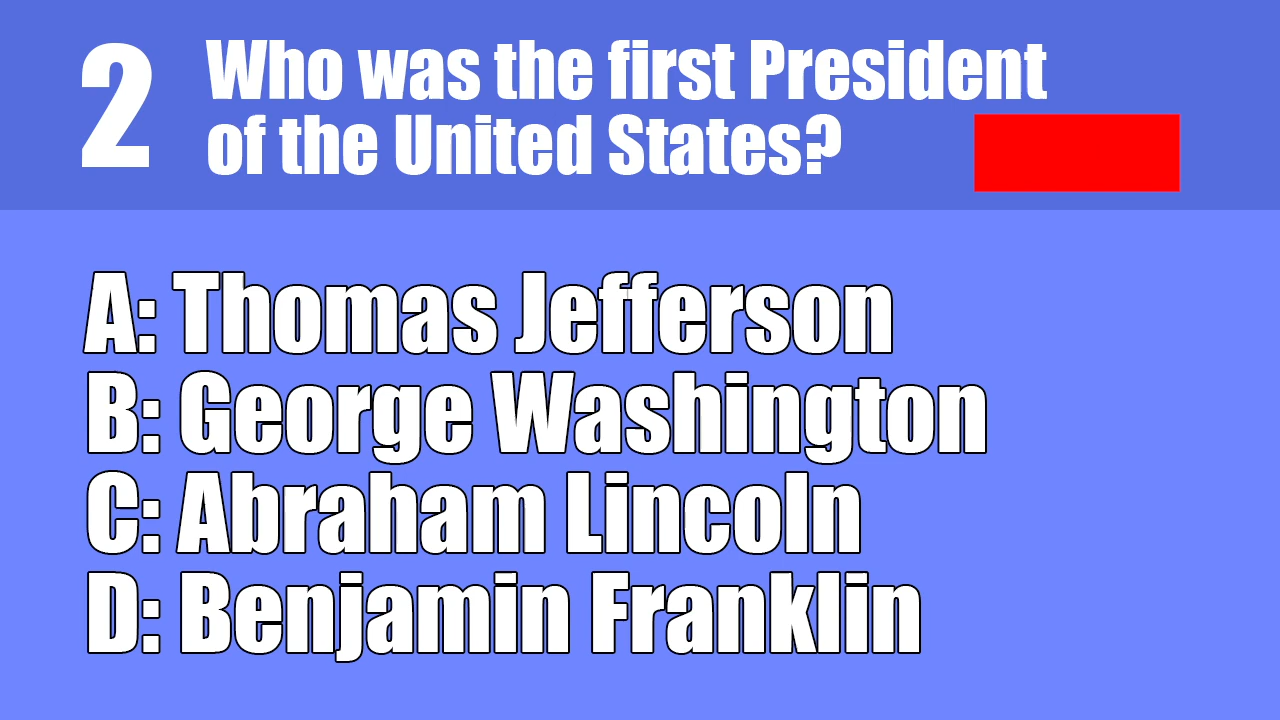 2
Who was the first President
of the United States?
A: Thomas Jefferson
B: George Washington
C: Abraham Lincoln
D: Benjamin Franklin